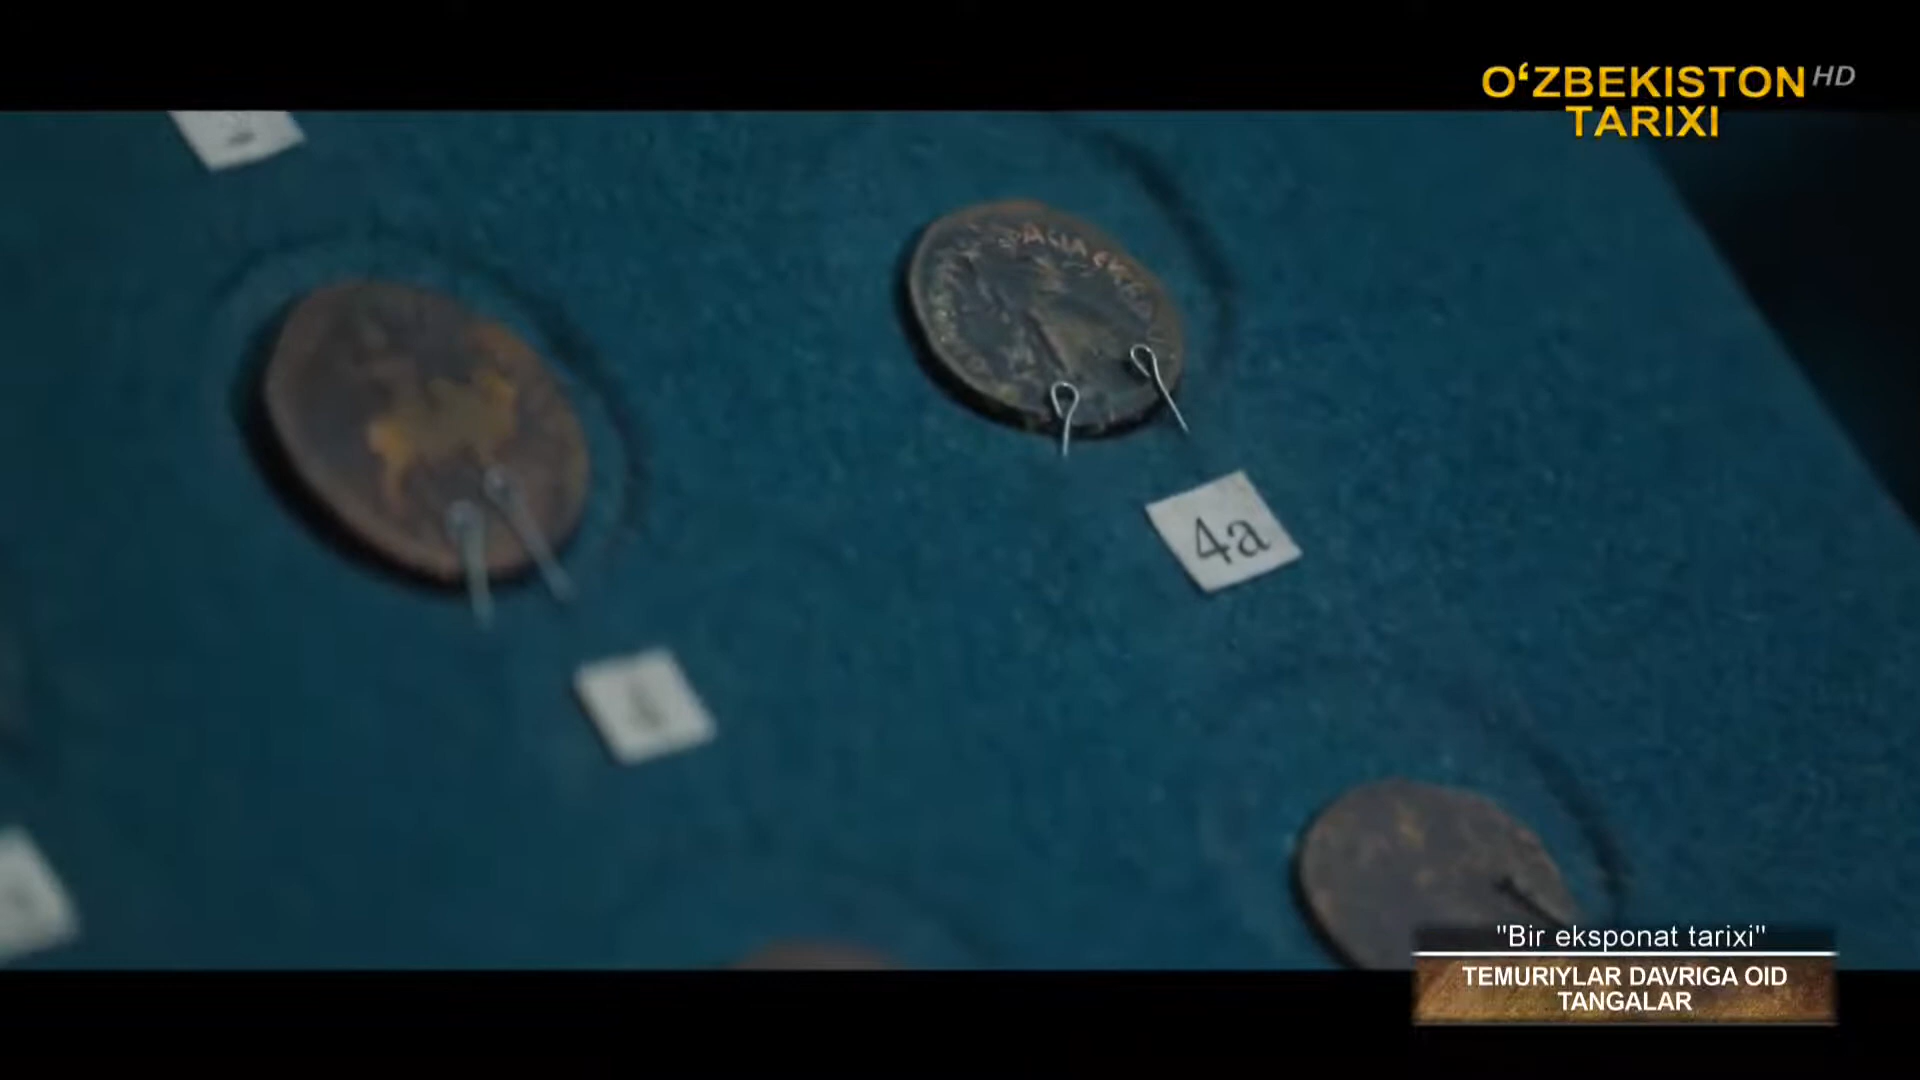 O‘ZBEKISTON HD
TARIXI
4a
"Bir eksponat tarixi"
TEMURIYLAR DAVRIGA OID
TANGALAR